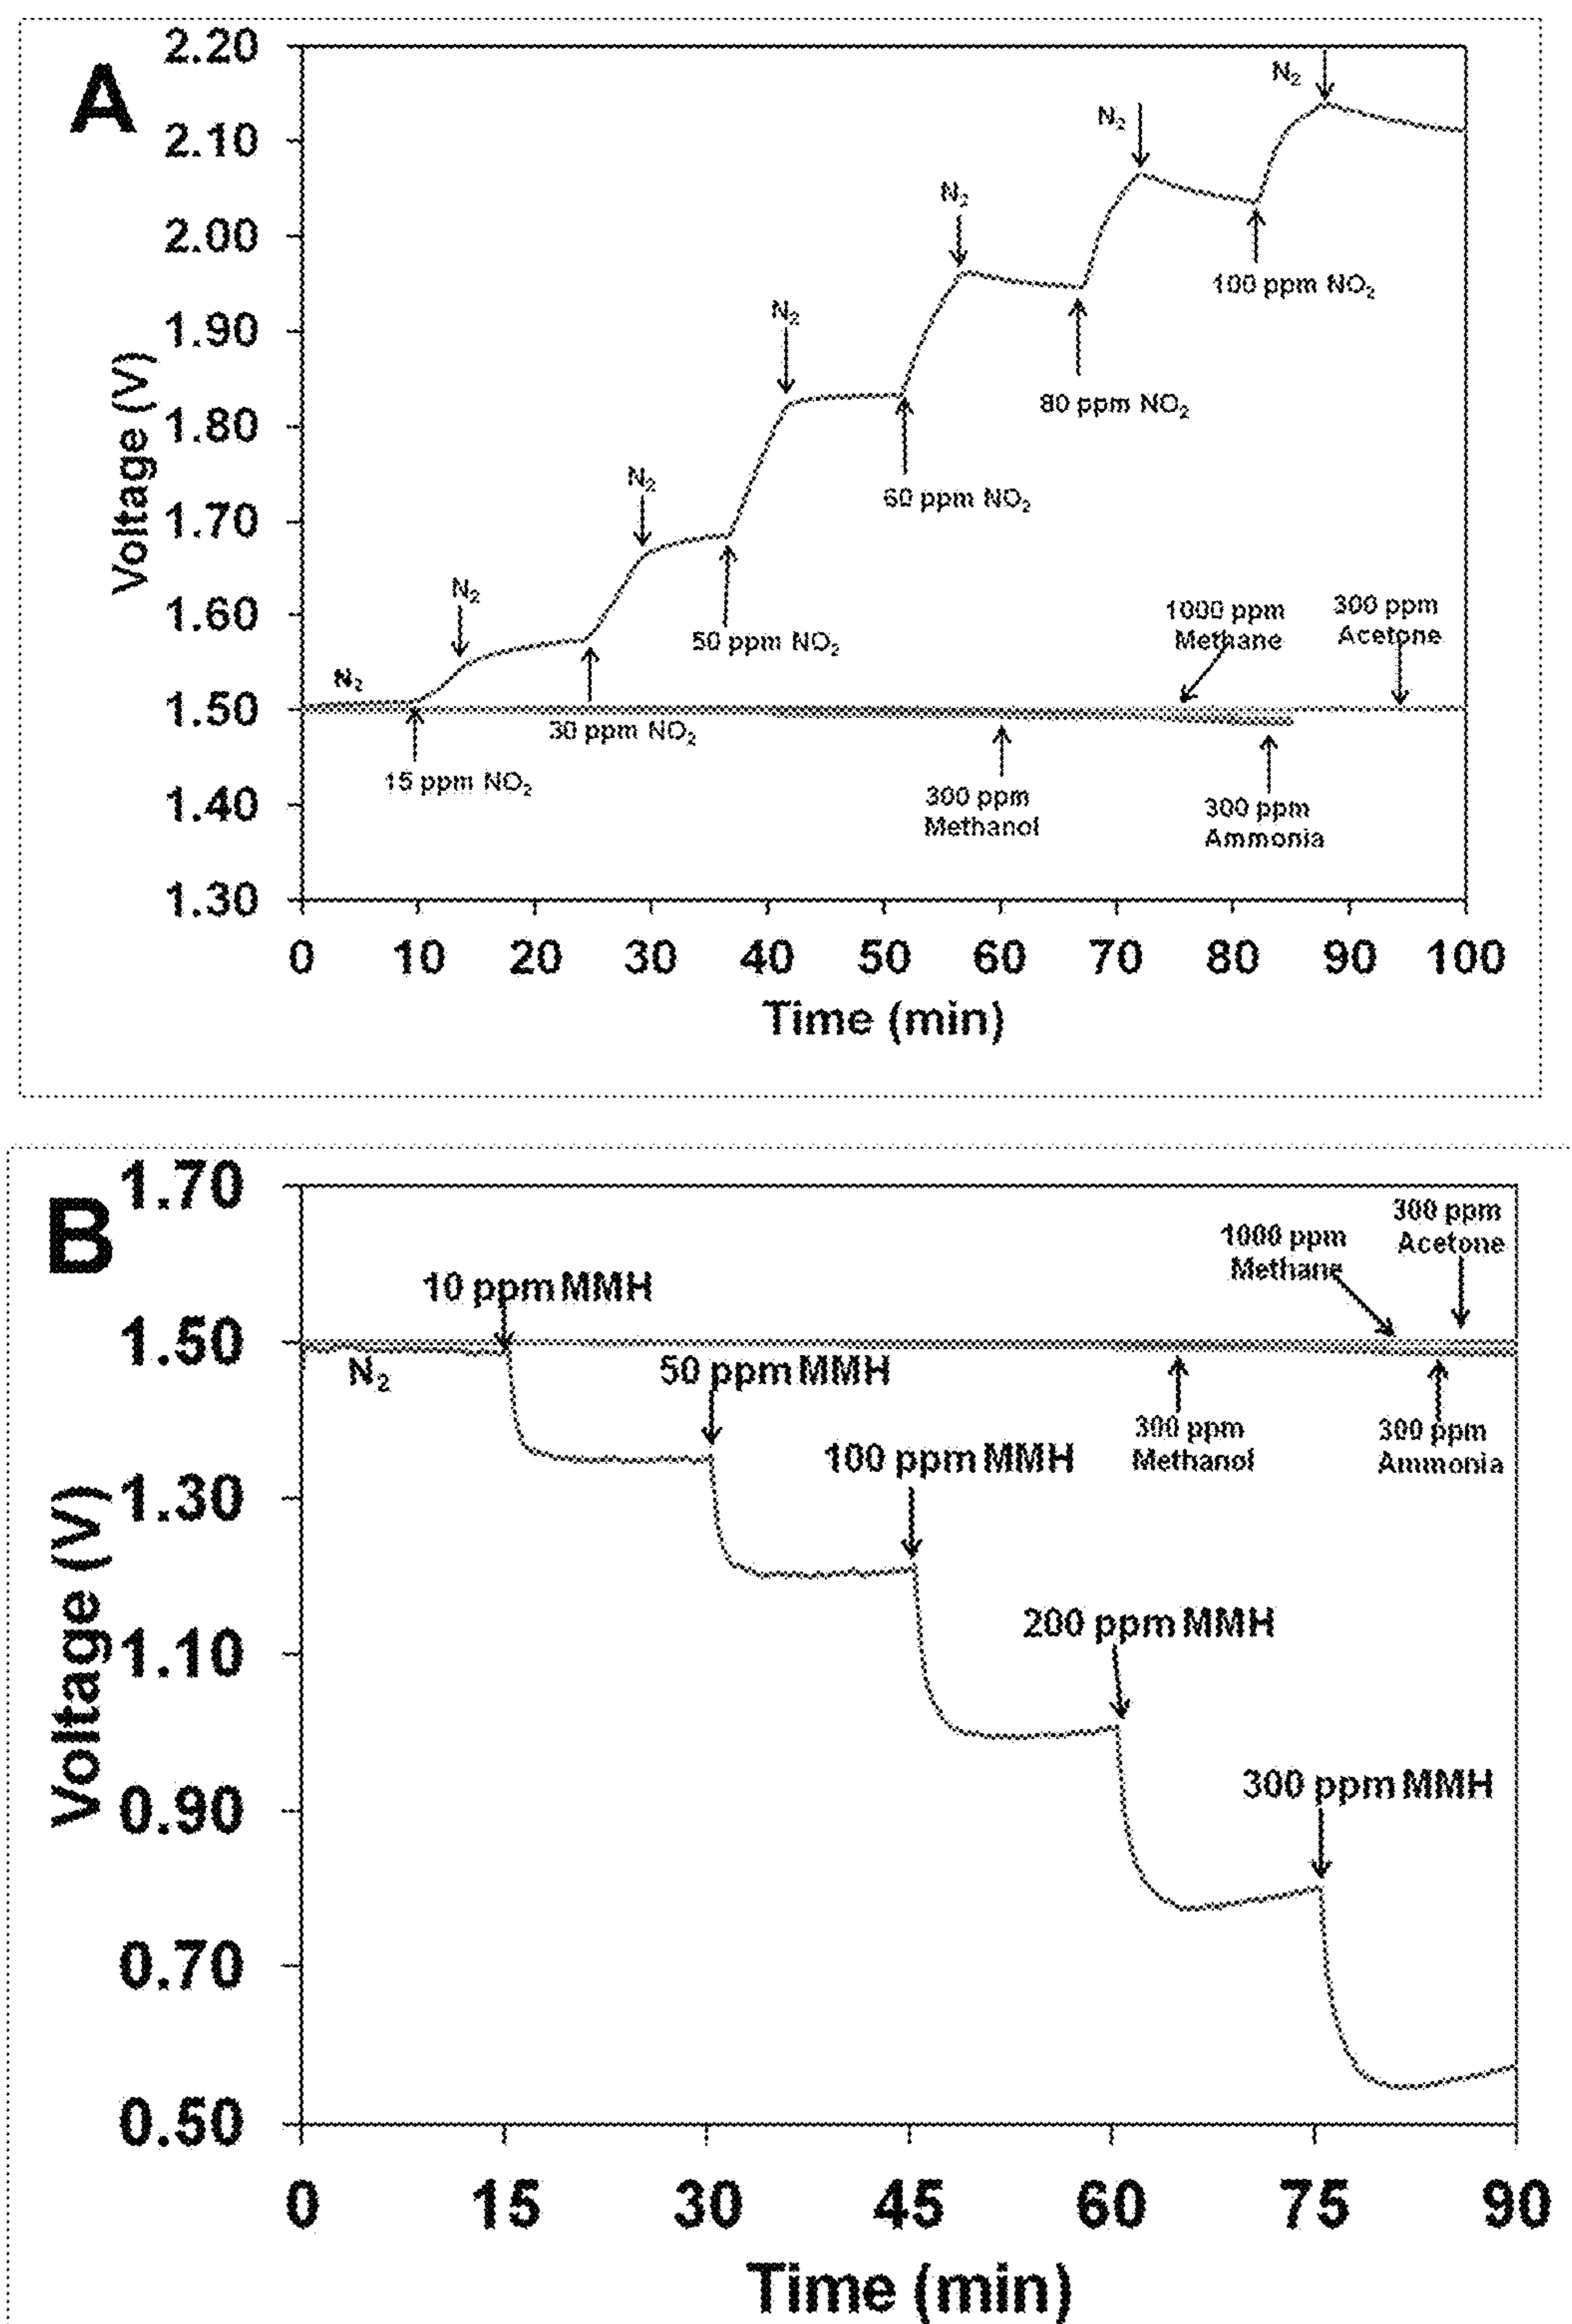 A
2.20
2.10
2.00
1.90
1.80
1.70
1.60
1.50
1.40
1.30
Voltage (V)
N₂
N₂
N₂
N₂
N₂
N₂
N₂
15 ppm NO₂
30 ppm NO₂
50 ppm NO₂
60 ppm NO₂
80 ppm NO₂
100 ppm NO₂
1000 ppm
Methane
300 ppm
Acetone
300 ppm
Methanol
300 ppm
Ammonia
0 10 20 30 40 50 60 70 80 90 100
Time (min)
B
1.70
1.50
1.30
1.10
0.90
0.70
0.50
Voltage (V)
N₂
10 ppm MMH
50 ppm MMH
100 ppm MMH
200 ppm MMH
300 ppm MMH
1000 ppm
Methane
300 ppm
Acetone
300 ppm
Methanol
300 ppm
Ammonia
0 15 30 45 60 75 90
Time (min)